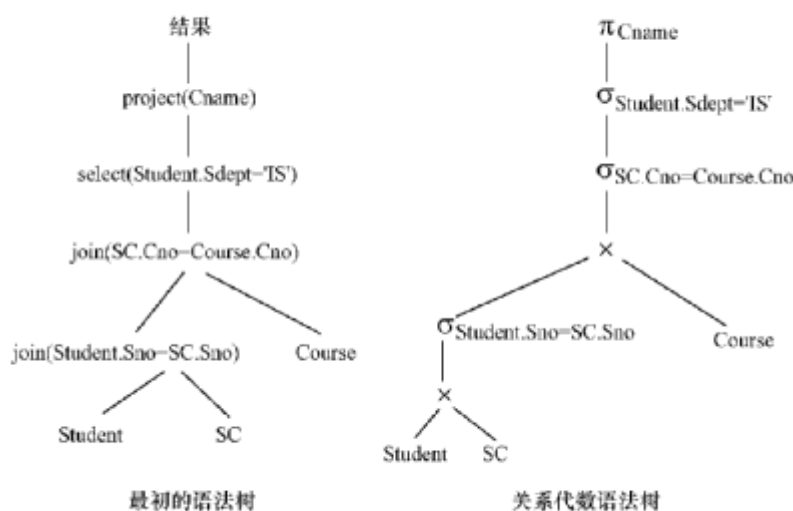 结果
project(Cname)
select(Student.Sdept='IS')
join(SC.Cno=Course.Cno)
join(Student.Sno=SC.Sno)
Course
Student
SC
最初的语法树
πCname
σStudent.Sdept='IS'
σSC.Cno=Course.Cno
×
σStudent.Sno=SC.Sno
Course
×
Student
SC
关系代数语法树